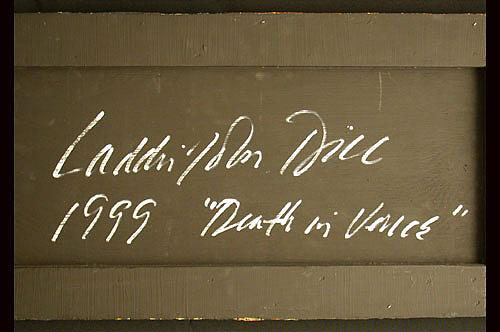 Laddie John Dill
1999 "Death in Venice"